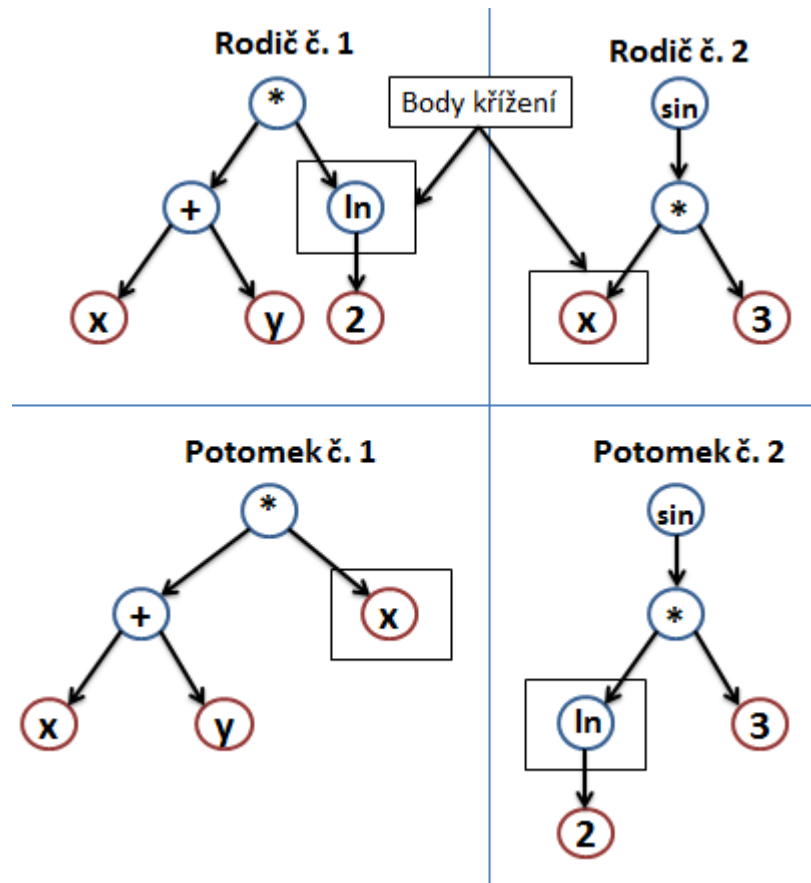 Rodič č. 1
Rodič č. 2
*
Body křížení
sin
+
ln
*
x
y
2
x
3
Potomek č. 1
Potomek č. 2
*
sin
+
x
*
x
y
ln
3
2